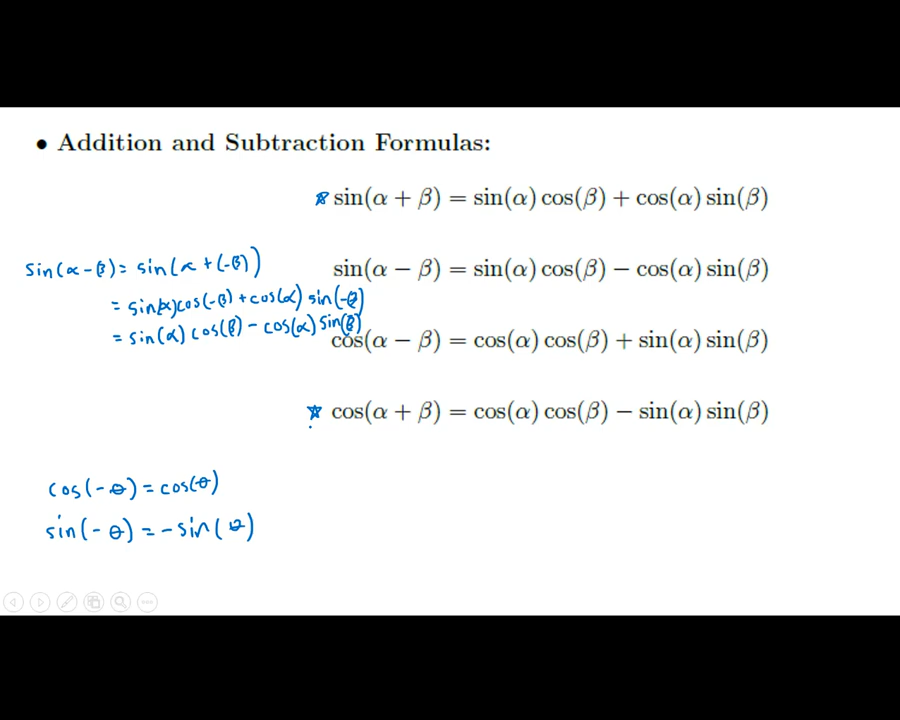 • Addition and Subtraction Formulas:
☆ sin(α + β) = sin(α) cos(β) + cos(α) sin(β)
sin(α − β) = sin(α + (−β))
sin(α − β) = sin(α) cos(β) − cos(α) sin(β)
= sin(α)cos(−β) + cos(α) sin(−β)
= sin(α) cos(β) − cos(α) sin(β)
cos(α − β) = cos(α) cos(β) + sin(α) sin(β)
☆ cos(α + β) = cos(α) cos(β) − sin(α) sin(β)
cos(−θ) = cos(θ)
sin(−θ) = −sin(θ)